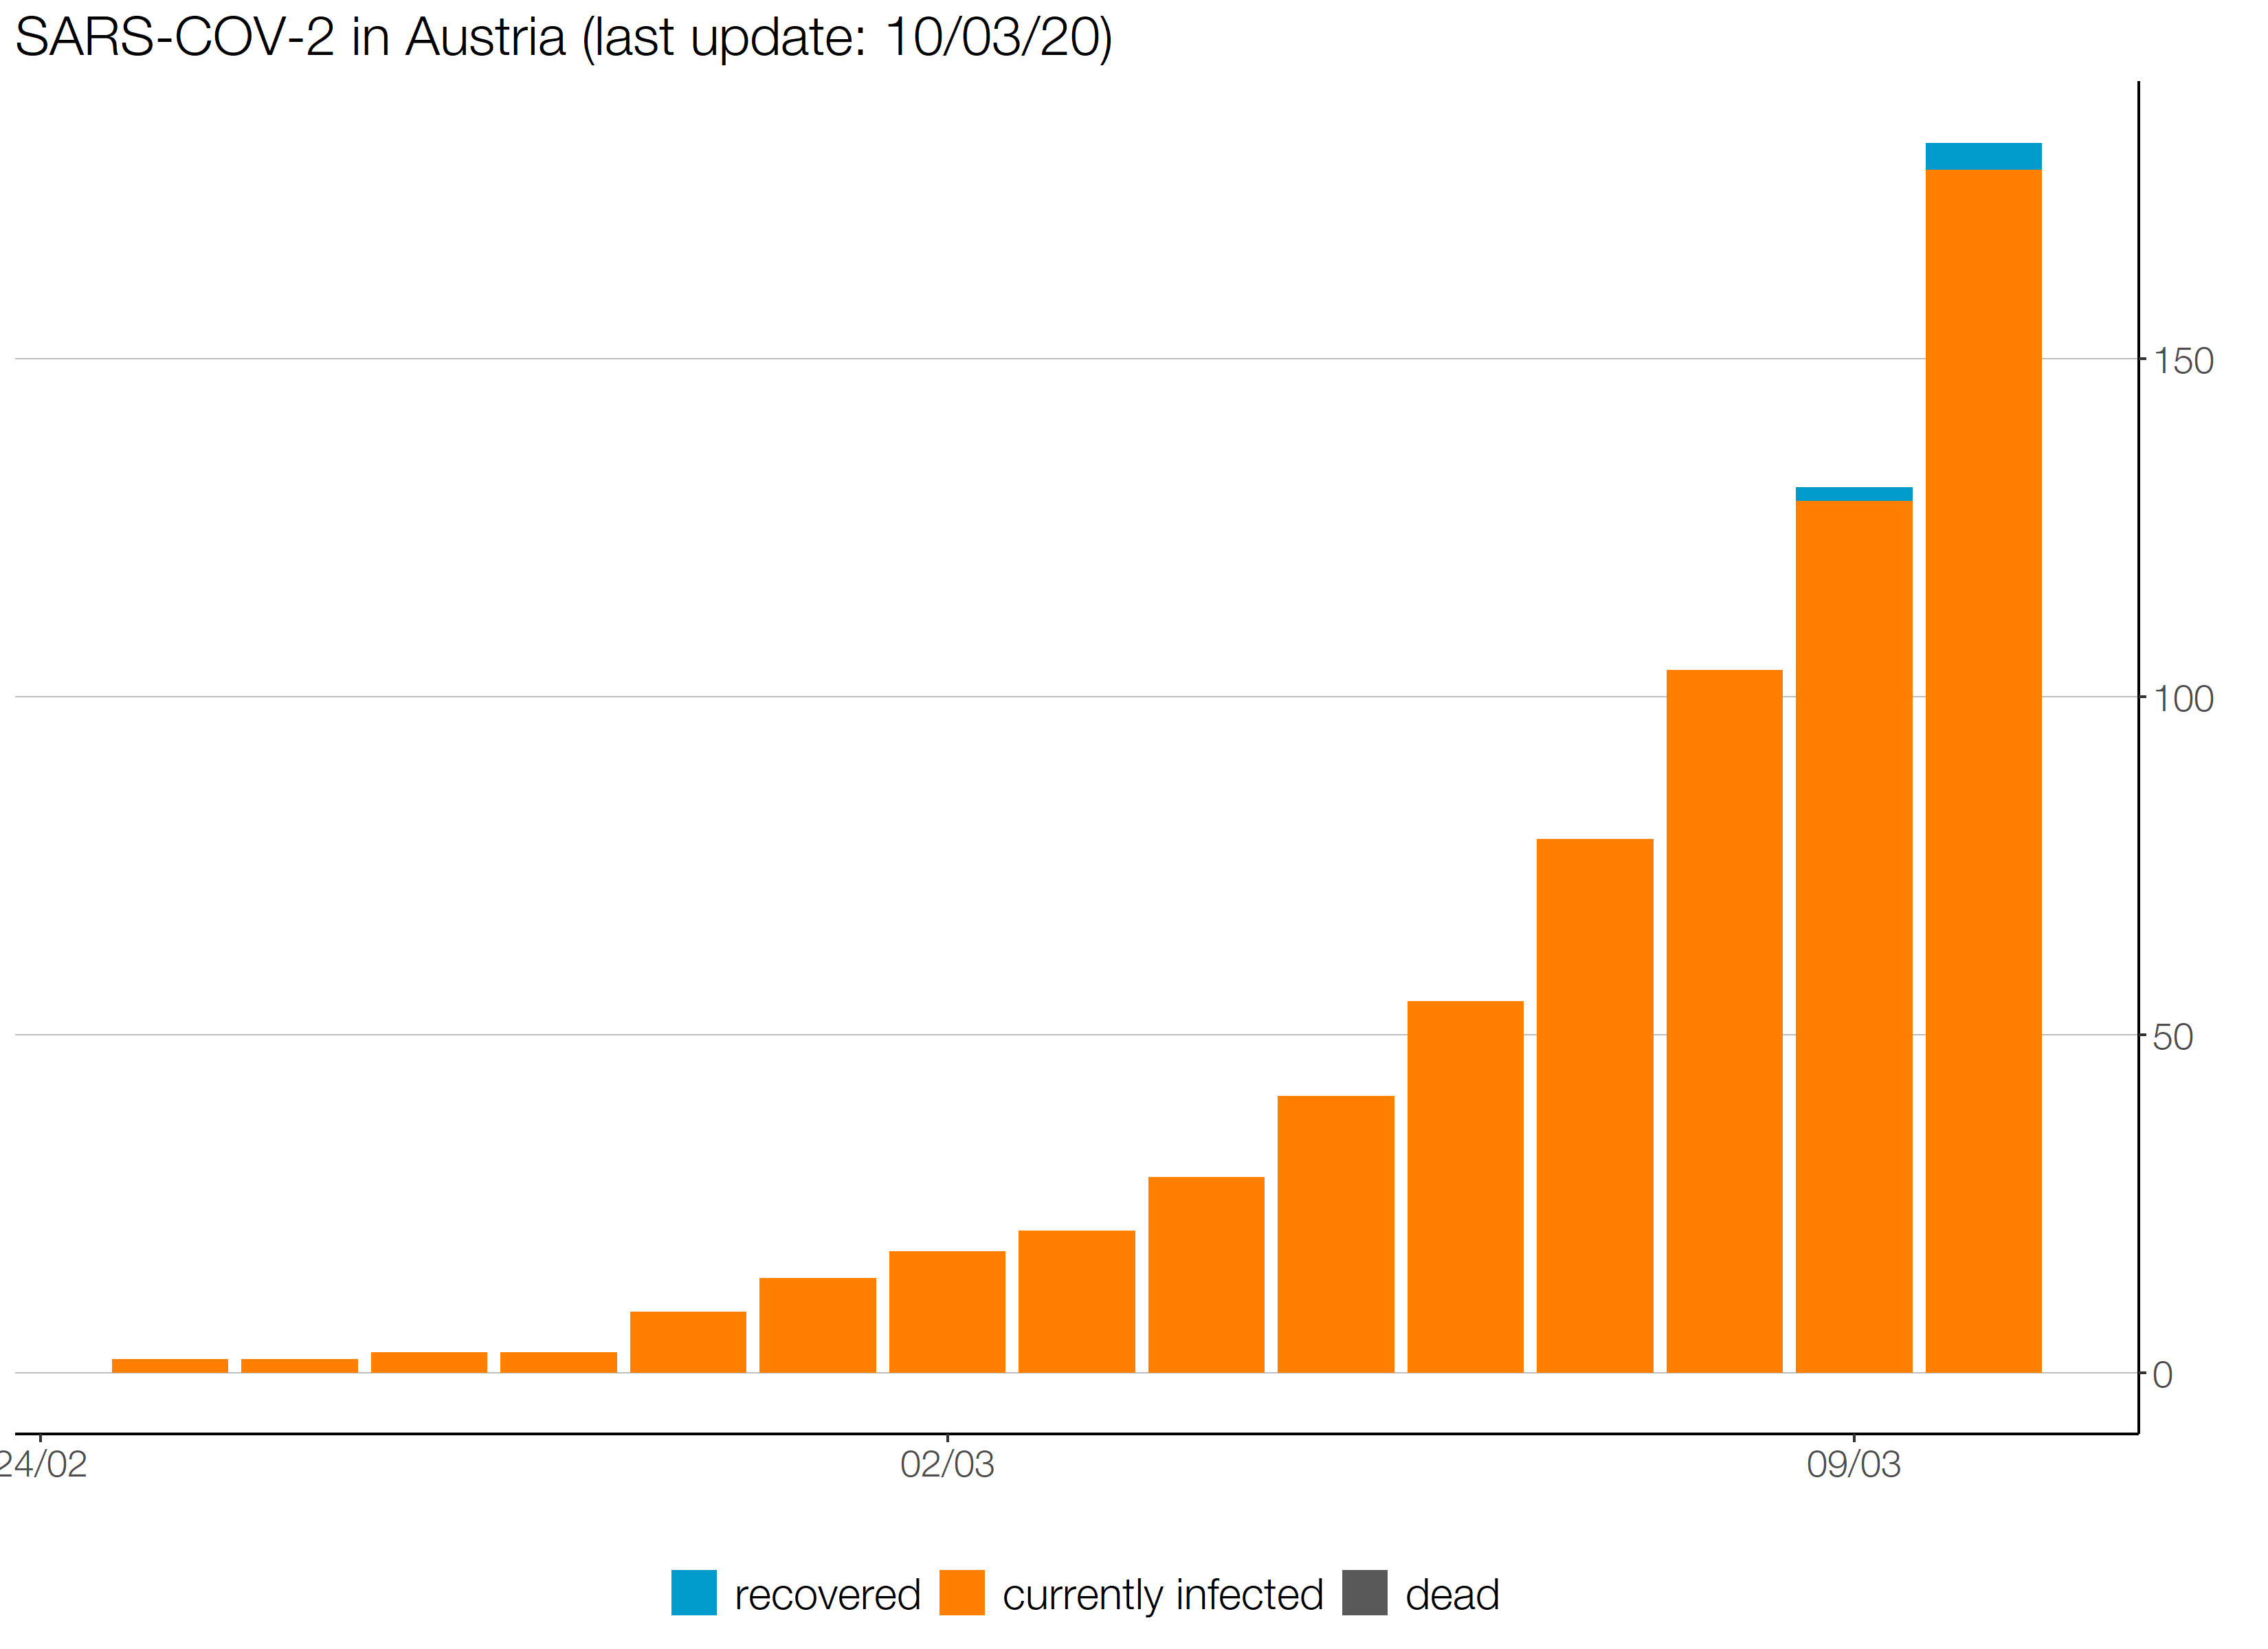 SARS-COV-2 in Austria (last update: 10/03/20)
150
100
50
0
24/02 02/03 09/03
recovered currently infected dead